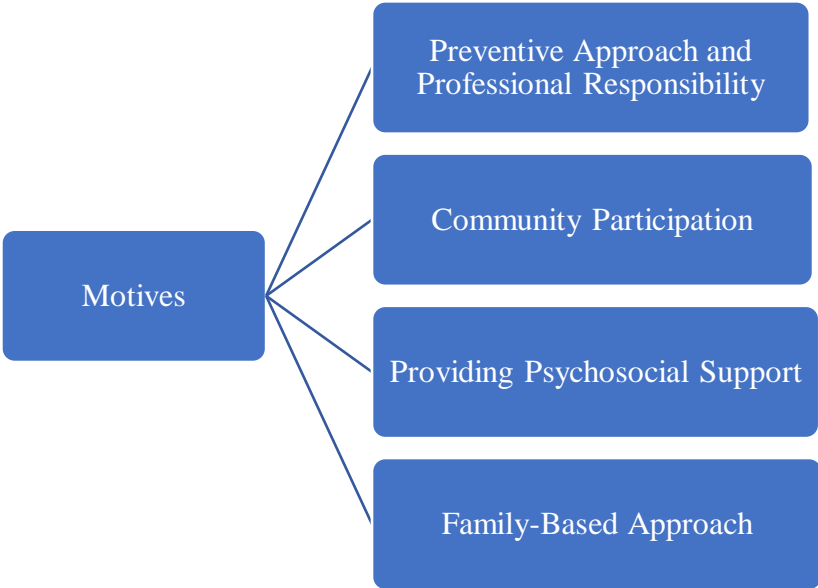 Preventive Approach and
Professional Responsibility
Community Participation
Motives
Providing Psychosocial Support
Family-Based Approach